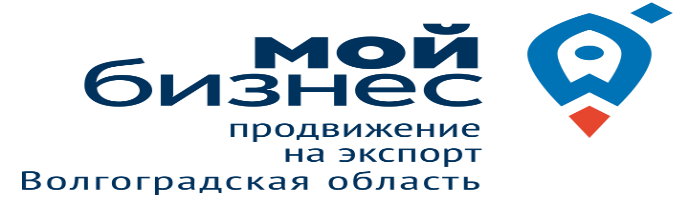 мой
бизнес
продвижение
на экспорт
Волгоградская область